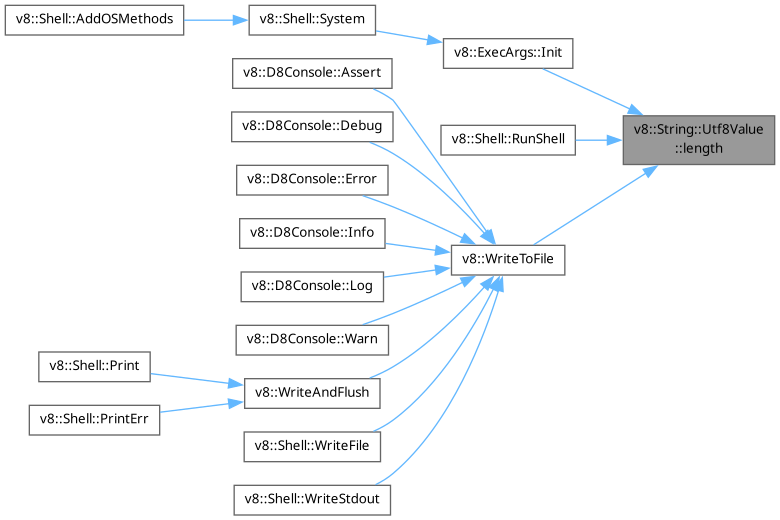 v8::Shell::AddOSMethods
v8::Shell::System
v8::ExecArgs::Init
v8::D8Console::Assert
v8::D8Console::Debug
v8::Shell::RunShell
v8::String::Utf8Value
::length
v8::D8Console::Error
v8::D8Console::Info
v8::WriteToFile
v8::D8Console::Log
v8::D8Console::Warn
v8::Shell::Print
v8::WriteAndFlush
v8::Shell::PrintErr
v8::Shell::WriteFile
v8::Shell::WriteStdout